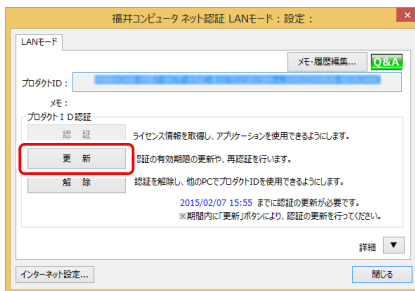 福井コンピュータ ネット認証 LANモード：設定：
LANモード
メモ・履歴編集... Q&A
プロダクトID：
メモ：
プロダクトＩＤ認証
認 証 ライセンス情報を取得し、アプリケーションを使用できるようにします。
更 新 認証の有効期限の更新や、再認証を行います。
解 除 認証を解除し、他のPCでプロダクトIDを使用できるようにします。
2015/02/07 15:55 までに認証の更新が必要です。
※期間内に「更新」ボタンにより、認証の更新を行ってください。
詳細 ▼
インターネット設定... 閉じる